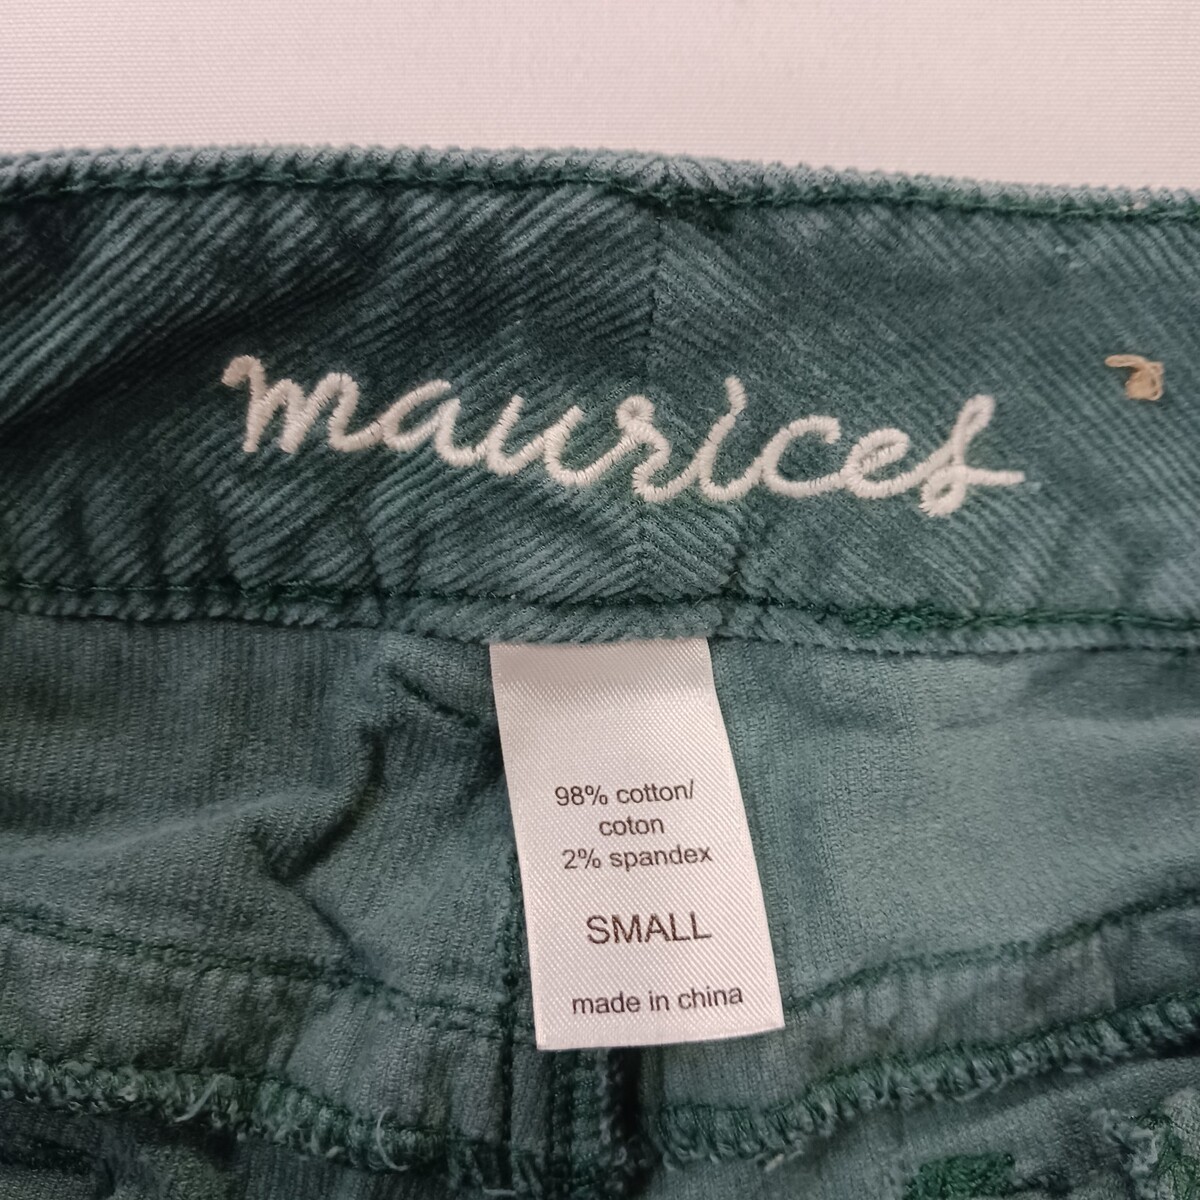 maurices
98% cotton/
coton
2% spandex
SMALL
made in china